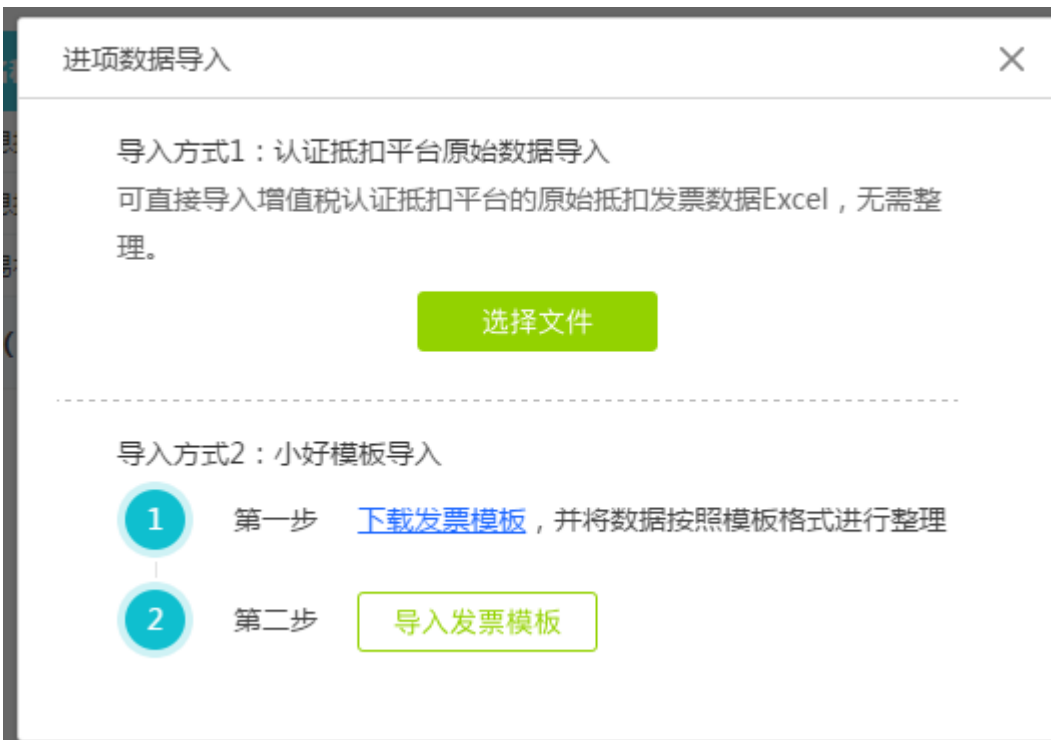 进项数据导入
导入方式1：认证抵扣平台原始数据导入
可直接导入增值税认证抵扣平台的原始抵扣发票数据Excel，无需整
理。
选择文件
导入方式2：小好模板导入
1 第一步 下载发票模板，并将数据按照模板格式进行整理
2 第二步 导入发票模板